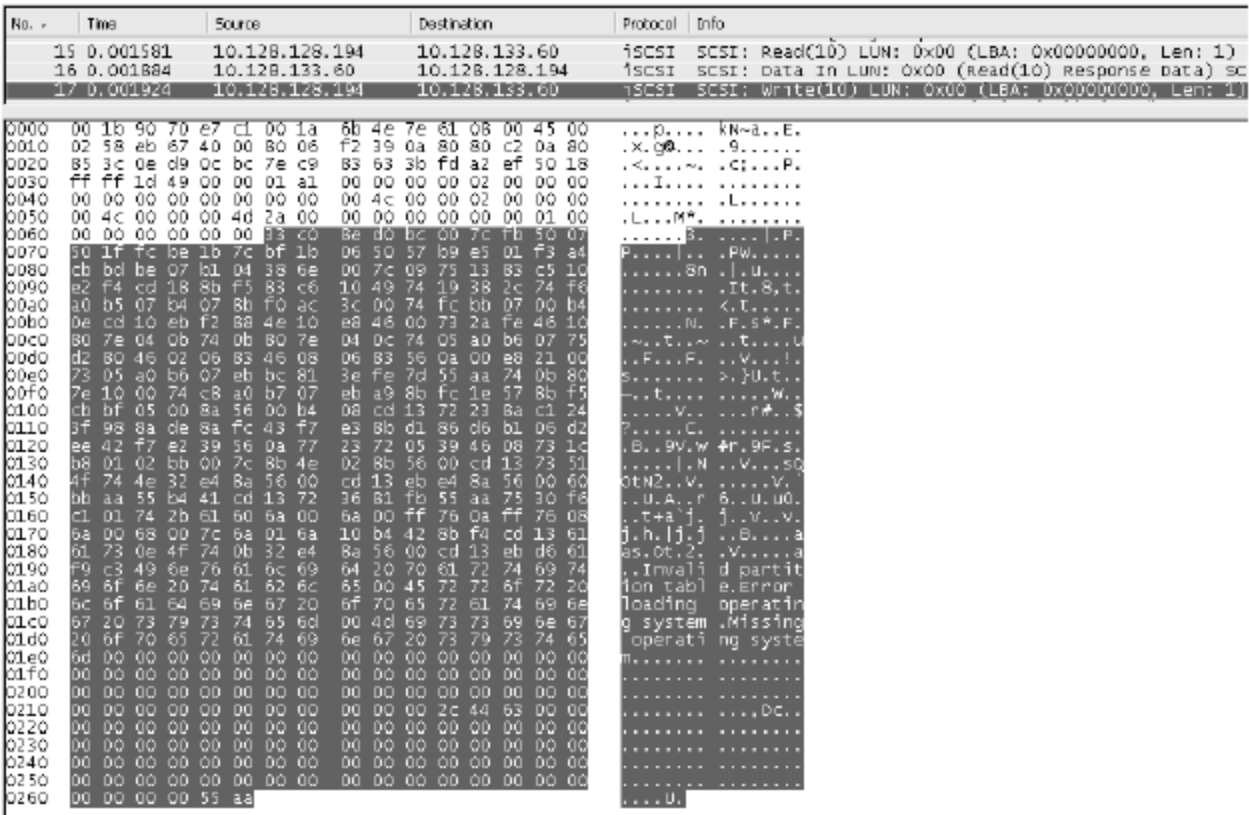 No. Time Source Destination Protocol Info
15 0.001581 10.128.128.194 10.128.133.60 iSCSI SCSI: Read(10) LUN: 0x00 (LBA: 0x00000000, Len: 1)
16 0.001884 10.128.133.60 10.128.128.194 iSCSI SCSI: Data In LUN: 0x00 (Read(10) Response Data) SC
17 0.001924 10.128.128.194 10.128.133.60 iSCSI SCSI: Write(10) LUN: 0x00 (LBA: 0x00000000, Len: 1)
0000 00 1b 90 70 e7 c1 00 1a 6b 4e 7e 61 08 00 45 00 ...p.... kN~a..E.
0010 02 58 eb 67 40 00 80 06 f2 39 0a 80 80 c2 0a 80 .X.g@... .9......
0020 85 3c 0e d9 0c bc 7e c9 83 63 3b fd a2 ef 50 18 .<....~. .c;...P.
0030 ff ff 1d 49 00 00 01 a1 00 00 00 00 02 00 00 00 ...I.... ........
0040 00 00 00 00 00 00 00 00 00 4c 00 00 02 00 00 00 ........ .L......
0050 00 4c 00 00 00 4d 2a 00 00 00 00 00 00 00 01 00 .L...M*. ........
0060 00 00 00 00 00 00 33 c0 8e d0 bc 00 7c fb 50 07 ......3. ....|.P.
0070 50 1f fc be 1b 7c bf 1b 06 50 57 b9 e5 01 f3 a4 P....|.. .PW.....
0080 cb bd be 07 b1 04 38 6e 00 7c 09 75 13 83 c5 10 ......8n .|.u....
0090 e2 f4 cd 18 8b f5 83 c6 10 49 74 19 38 2c 74 f6 ........ .It.8,t.
00a0 a0 b5 07 b4 07 8b f0 ac 3c 00 74 fc bb 07 00 b4 ........ <.t.....
00b0 0e cd 10 eb f2 88 4e 10 e8 46 00 73 2a fe 46 10 ......N. .F.s*.F.
00c0 80 7e 04 0b 74 0b 80 7e 04 0c 74 05 a0 b6 07 75 .~..t..~ ..t....u
00d0 d2 80 46 02 06 83 46 08 06 83 56 0a 00 e8 21 00 ..F...F. ..V...!.
00e0 73 05 a0 b6 07 eb bc 81 3e fe 7d 55 aa 74 0b 80 s....... >.}U.t..
00f0 7e 10 00 74 c8 a0 b7 07 eb a9 8b fc 1e 57 8b f5 ~..t.... .....W..
0100 cb bf 05 00 8a 56 00 b4 08 cd 13 72 23 8a c1 24 .....V.. ...r#..$
0110 3f 98 8a de 8a fc 43 f7 e3 8b d1 86 d6 b1 06 d2 ?.....C. ........
0120 ee 42 f7 e2 39 56 0a 77 23 72 05 39 46 08 73 1c .B..9V.w #r.9F.s.
0130 b8 01 02 bb 00 7c 8b 4e 02 8b 56 00 cd 13 73 51 .....|.N ..V...sQ
0140 4f 74 4e 32 e4 8a 56 00 cd 13 eb e4 8a 56 00 60 OtN2..V. .....V.`
0150 bb aa 55 b4 41 cd 13 72 36 81 fb 55 aa 75 30 f6 ..U.A..r 6..U.u0.
0160 c1 01 74 2b 61 60 6a 00 6a 00 ff 76 0a ff 76 08 ..t+a`j. j..v..v.
0170 6a 00 68 00 7c 6a 01 6a 10 b4 42 8b f4 cd 13 61 j.h.|j.j ..B....a
0180 61 73 0e 4f 74 0b 32 e4 8a 56 00 cd 13 eb d6 61 as.Ot.2. .V.....a
0190 f9 c3 49 6e 76 61 6c 69 64 20 70 61 72 74 69 74 ..Invali d partit
01a0 69 6f 6e 20 74 61 62 6c 65 00 45 72 72 6f 72 20 ion tabl e.Error
01b0 6c 6f 61 64 69 6e 67 20 6f 70 65 72 61 74 69 6e loading operatin
01c0 67 20 73 79 73 74 65 6d 00 4d 69 73 73 69 6e 67 g system .Missing
01d0 20 6f 70 65 72 61 74 69 6e 67 20 73 79 73 74 65 operati ng syste
01e0 6d 00 00 00 00 00 00 00 00 00 00 00 00 00 00 00 m....... ........
01f0 00 00 00 00 00 00 00 00 00 00 00 00 00 00 00 00 ........ ........
0200 00 00 00 00 00 00 00 00 00 00 00 00 00 00 00 00 ........ ........
0210 00 00 00 00 00 00 00 00 00 00 00 2c 44 63 00 00 ........ ...,Dc..
0220 00 00 00 00 00 00 00 00 00 00 00 00 00 00 00 00 ........ ........
0230 00 00 00 00 00 00 00 00 00 00 00 00 00 00 00 00 ........ ........
0240 00 00 00 00 00 00 00 00 00 00 00 00 00 00 00 00 ........ ........
0250 00 00 00 00 00 00 00 00 00 00 00 00 00 00 00 00 ........ ........
0260 00 00 00 00 55 aa ....U.